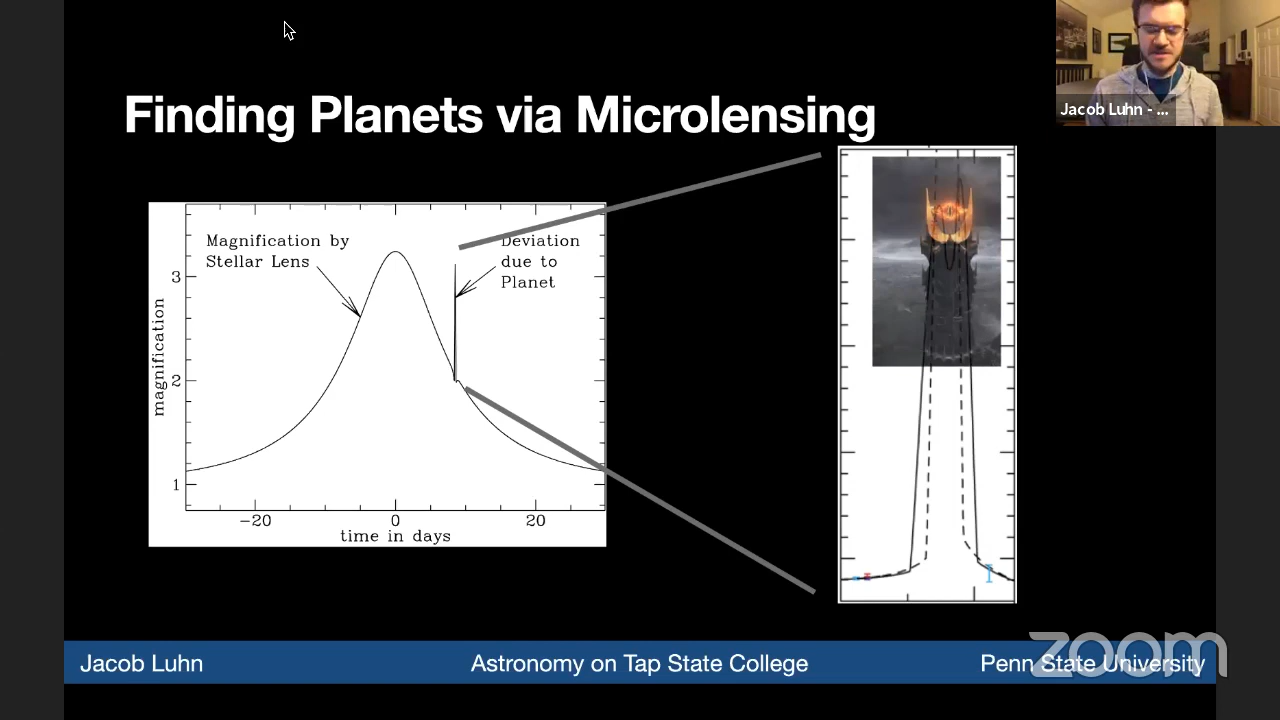 Finding Planets via Microlensing
Jacob Luhn - ...
Magnification by
Stellar Lens
Deviation
due to
Planet
magnification
3
2
1
-20
0
20
time in days
Jacob Luhn
Astronomy on Tap State College
Penn State University
zoom